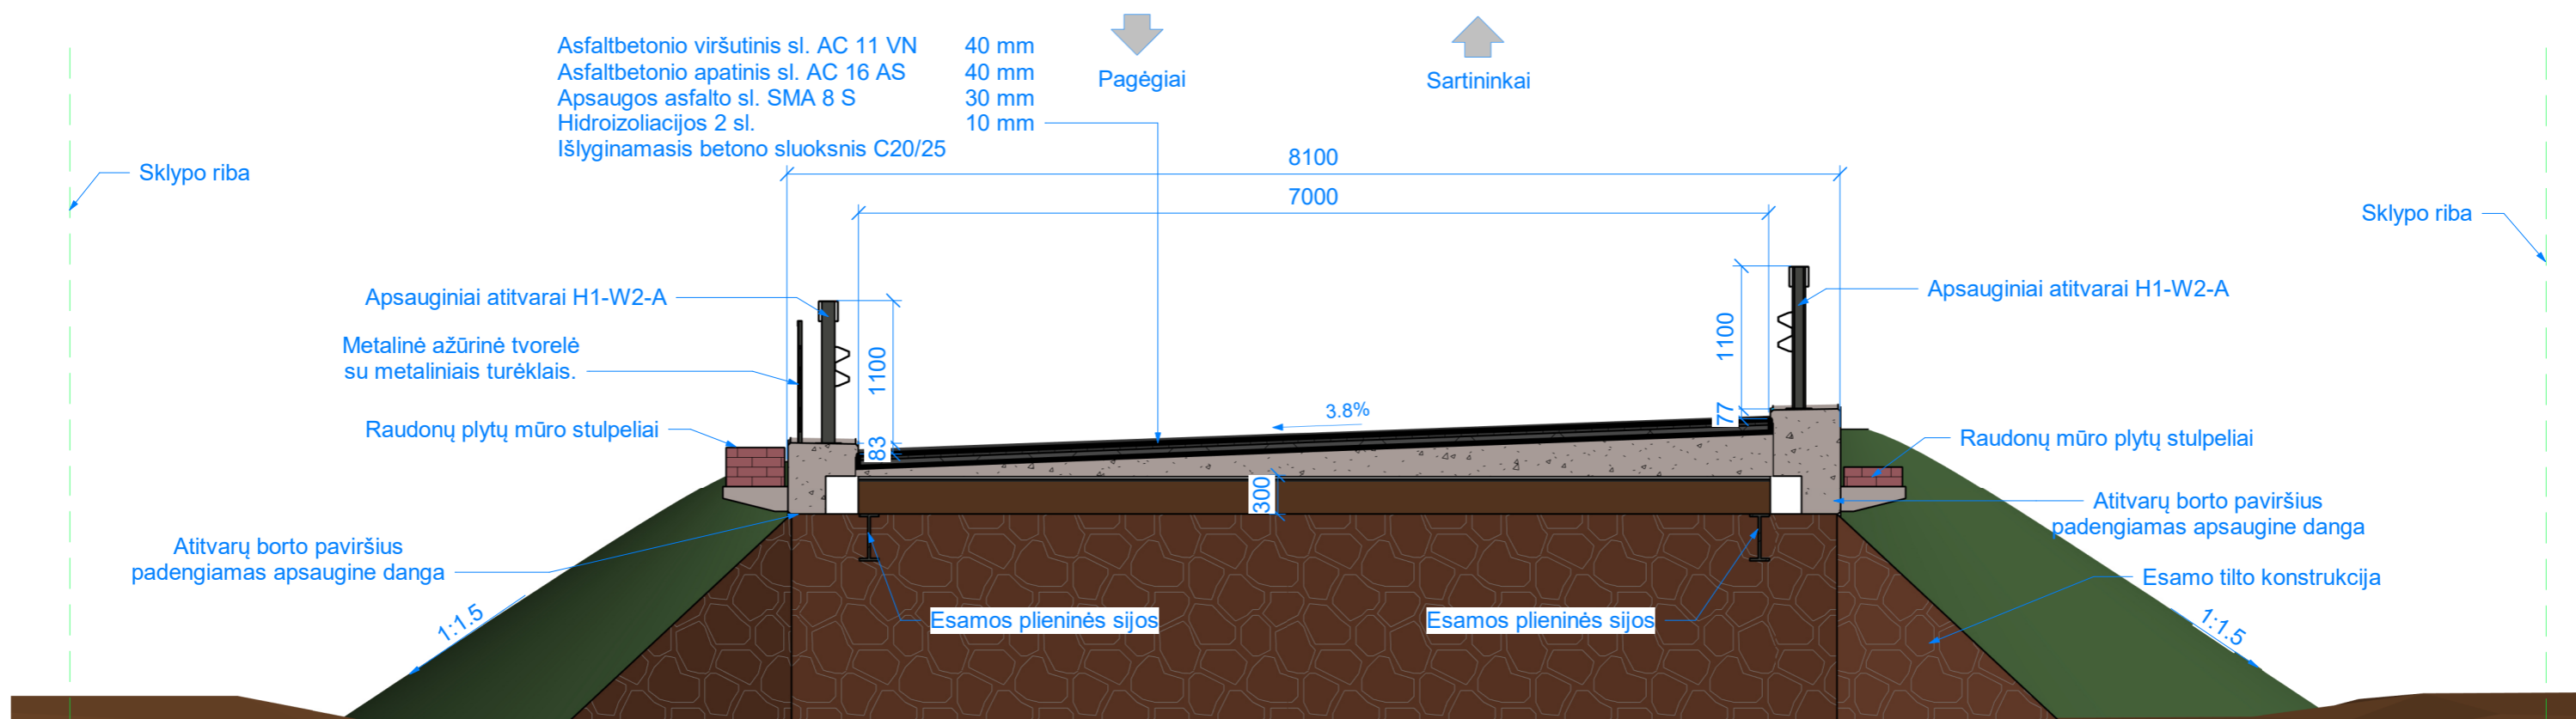 Asfaltbetonio viršutinis sl. AC 11 VN 40 mm
Asfaltbetonio apatinis sl. AC 16 AS 40 mm
Apsaugos asfalto sl. SMA 8 S 30 mm
Hidroizoliacijos 2 sl. 10 mm
Išlyginamasis betono sluoksnis C20/25
Pagėgiai
Sartininkai
8100
7000
Sklypo riba
Sklypo riba
Apsauginiai atitvarai H1-W2-A
Apsauginiai atitvarai H1-W2-A
Metalinė ažūrinė tvorelė
su metaliniais turėklais.
1100
1100
3.8%
77
83
300
Raudonų plytų mūro stulpeliai
Raudonų mūro plytų stulpeliai
Atitvarų borto paviršius
padengiamas apsaugine danga
Atitvarų borto paviršius
padengiamas apsaugine danga
Esamo tilto konstrukcija
Esamos plieninės sijos
Esamos plieninės sijos
1:1.5
1:1.5